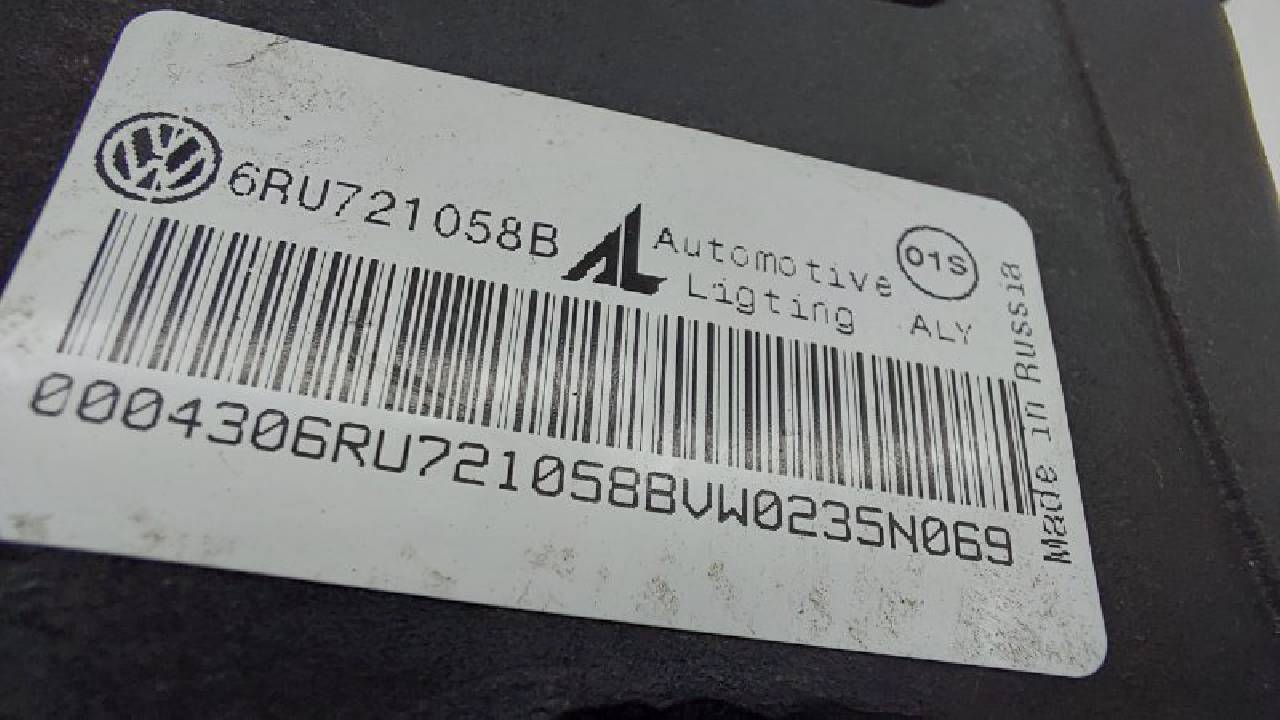 6RU721058B
Automotive
Ligting
01S
ALY
0004306RU721058BVW0235N069
Made in Russia